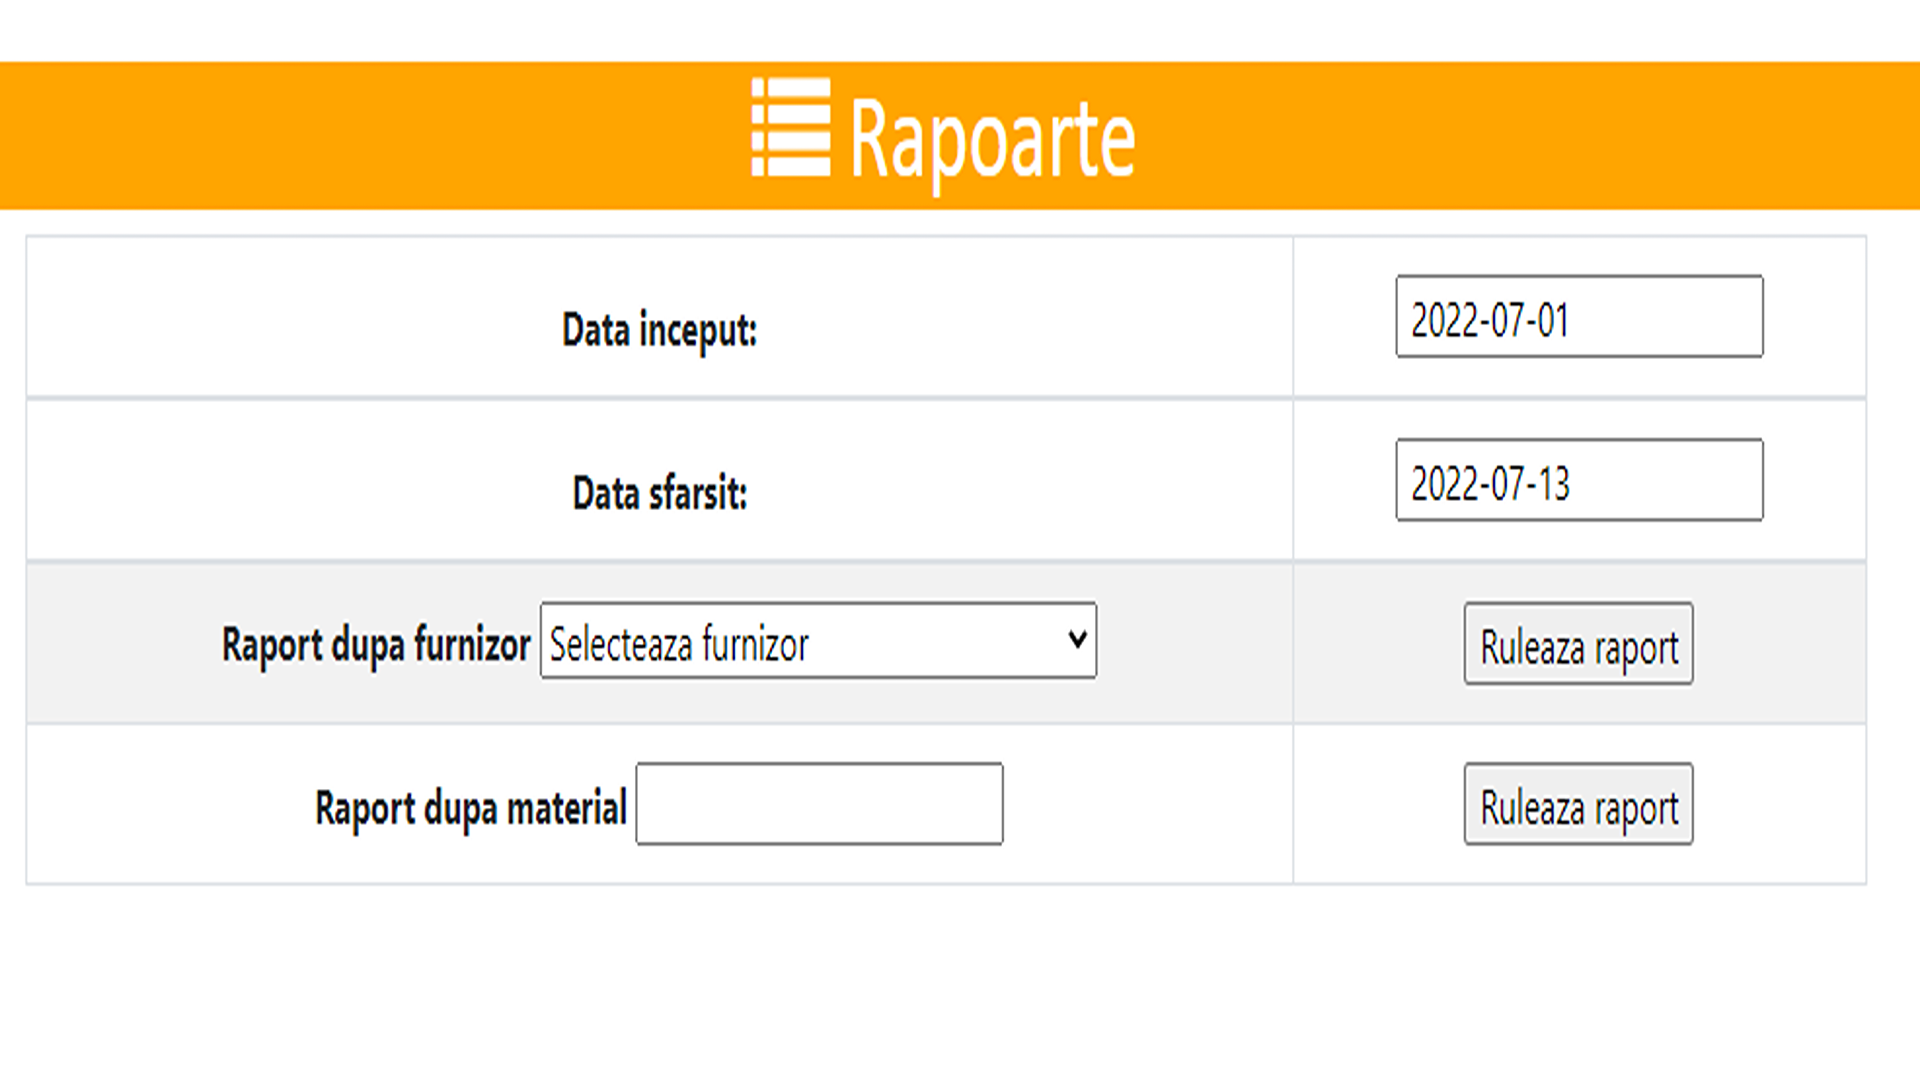 Rapoarte
Data inceput: 2022-07-01
Data sfarsit: 2022-07-13
Raport dupa furnizor Selecteaza furnizor Ruleaza raport
Raport dupa material Ruleaza raport